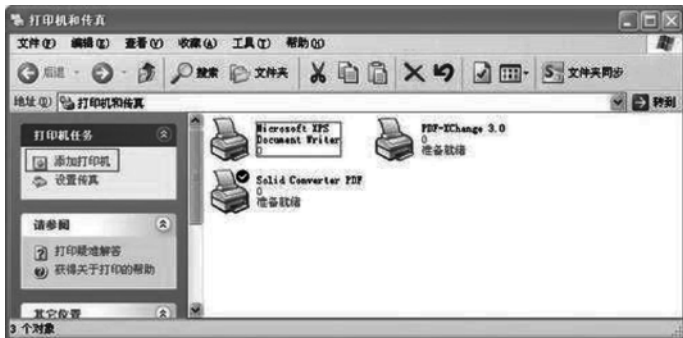 打印机和传真
文件(F) 编辑(E) 查看(V) 收藏(A) 工具(T) 帮助(H)
后退 搜索 文件夹 文件夹同步
地址(D) 打印机和传真 转到
打印机任务
添加打印机
设置传真
请参阅
打印疑难解答
获得关于打印的帮助
其它位置
Microsoft XPS
Document Writer
0
PDF-XChange 3.0
0
准备就绪
Solid Converter PDF
0
准备就绪
3 个对象